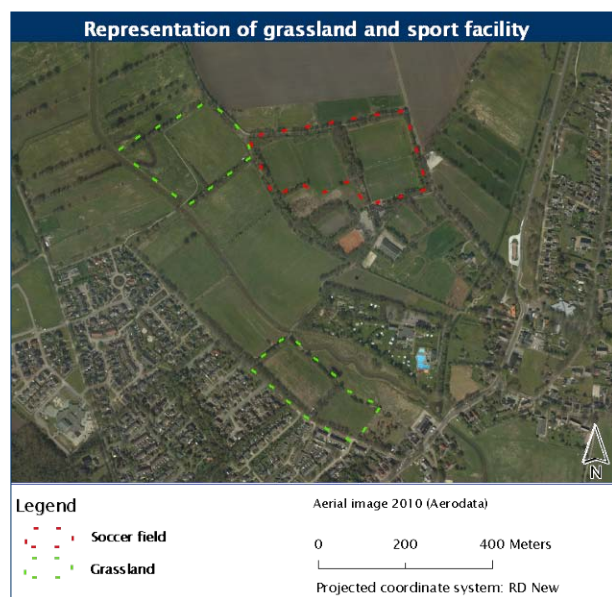 Representation of grassland and sport facility
N
Legend
Soccer field
Grassland
Aerial image 2010 (Aerodata)
0 200 400 Meters
Projected coordinate system: RD New